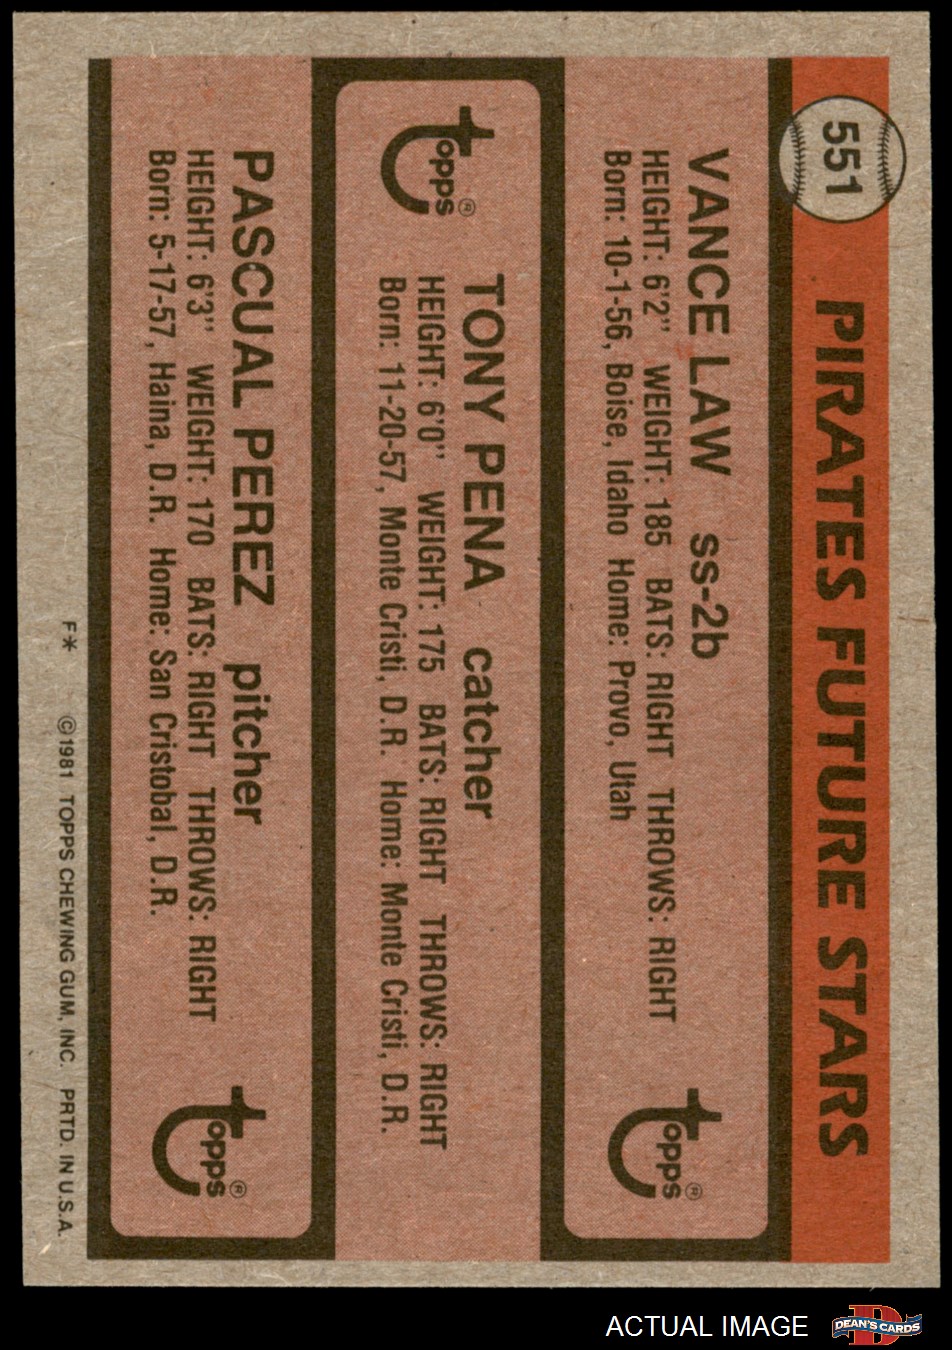 551
PIRATES FUTURE STARS
VANCE LAW ss-2b
HEIGHT: 6'2" WEIGHT: 185 BATS: RIGHT THROWS: RIGHT
Born: 10-1-56, Boise, Idaho Home: Provo, Utah
Topps®
Topps®
TONY PENA catcher
HEIGHT: 6'0" WEIGHT: 175 BATS: RIGHT THROWS: RIGHT
Born: 11-20-57, Monte Cristi, D.R. Home: Monte Cristi, D.R.
PASCUAL PEREZ pitcher
HEIGHT: 6'3" WEIGHT: 170 BATS: RIGHT THROWS: RIGHT
Born: 5-17-57, Haina, D.R. Home: San Cristobal, D.R.
Topps®
F* ©1981 TOPPS CHEWING GUM, INC. PRTD. IN U.S.A.
ACTUAL IMAGE
D
DEAN'S CARDS